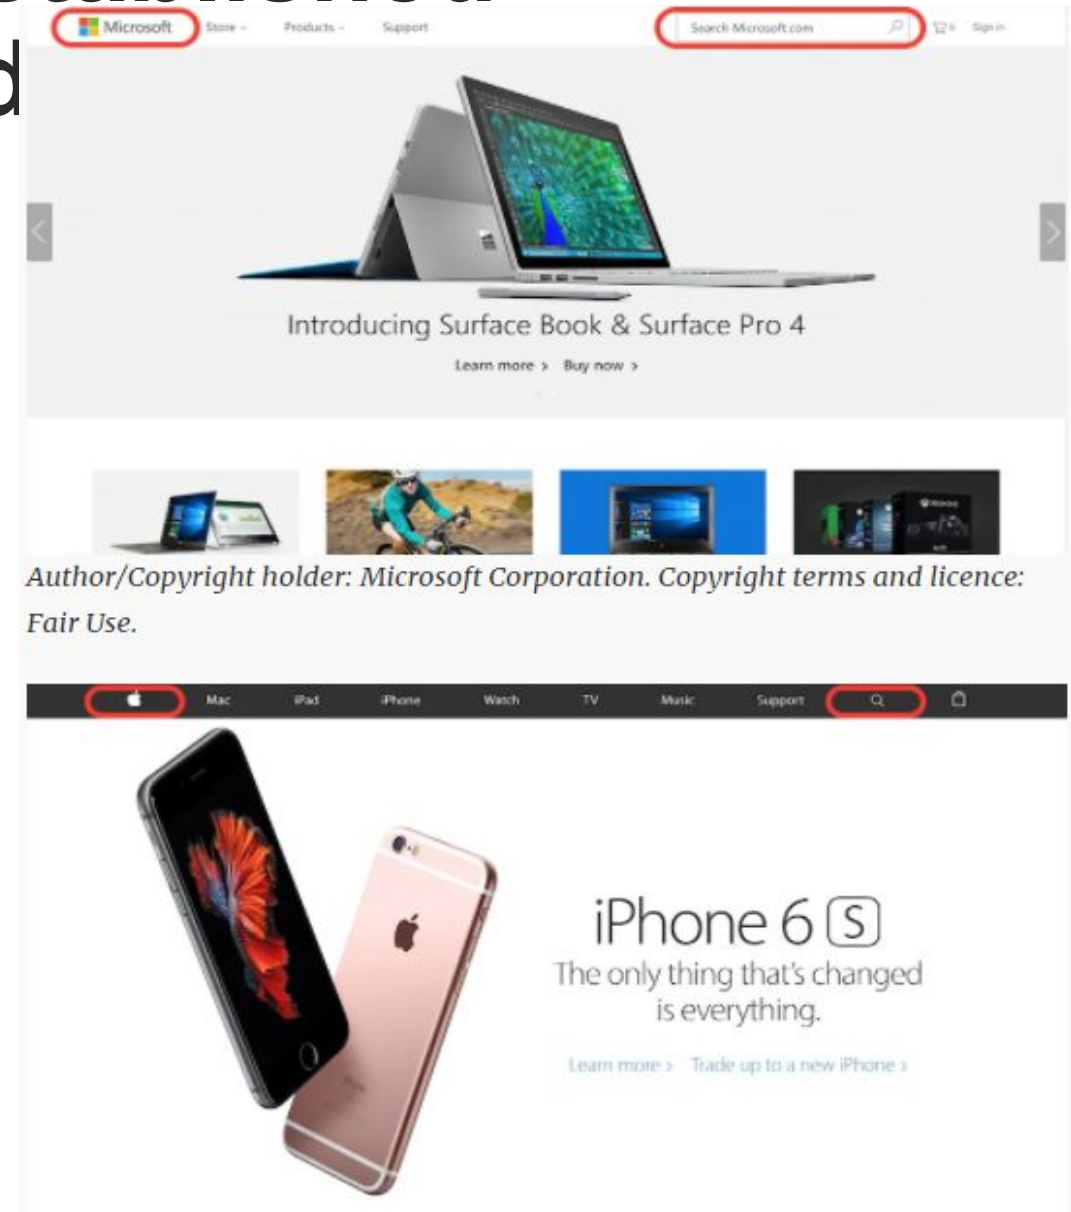 Microsoft Store Products Support Search Microsoft.com 0 Sign in
Introducing Surface Book & Surface Pro 4
Learn more > Buy now >
Author/Copyright holder: Microsoft Corporation. Copyright terms and licence:
Fair Use.
Mac iPad iPhone Watch TV Music Support
iPhone 6 S
The only thing that's changed
is everything.
Learn more > Trade up to a new iPhone >